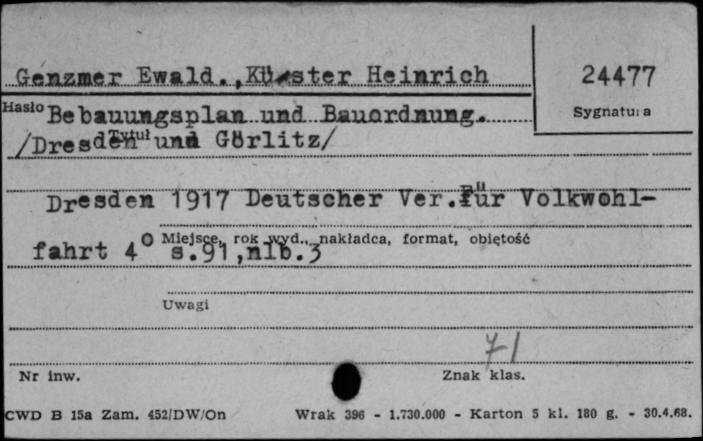 Genzmer Ewald.,Küster Heinrich
24477
Hasło Bebauungsplan und Bauordnung.
Sygnatura
/Dresden und Görlitz/
Tytuł
Dresden 1917 Deutscher Ver.für Volkwohl-
fahrt 4° s.91,nlb.3
Miejsce, rok wyd., nakładca, format, obiętość
Uwagi
71
Nr inw.
Znak klas.
CWD B 15a Zam. 452/DW/On Wrak 396 - 1.730.000 - Karton 5 kl. 180 g. - 30.4.68.